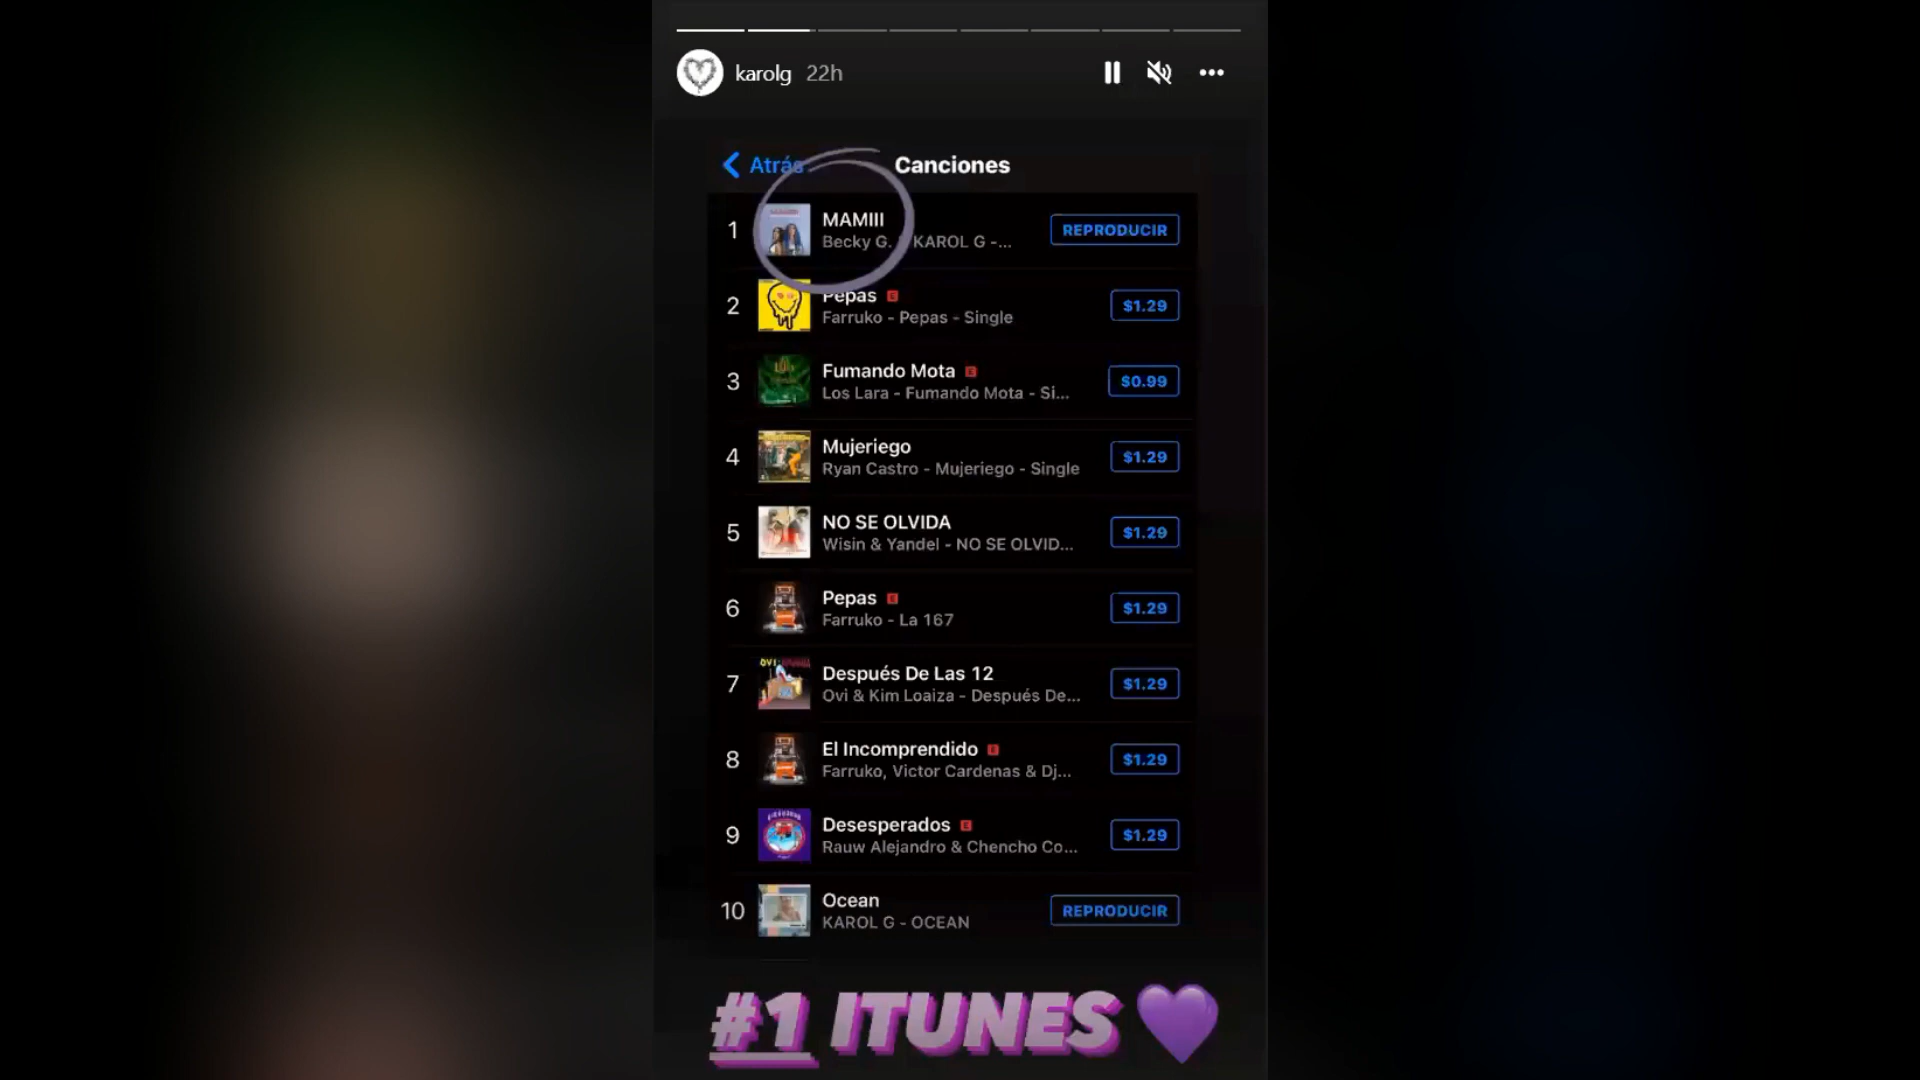 karolg 22h
Atrás
Canciones
1
MAMIII
Becky G. KAROL G -...
REPRODUCIR
2
Pepas E
Farruko - Pepas - Single
$1.29
3
Fumando Mota E
Los Lara - Fumando Mota - Si...
$0.99
4
Mujeriego
Ryan Castro - Mujeriego - Single
$1.29
5
NO SE OLVIDA
Wisin & Yandel - NO SE OLVID...
$1.29
6
Pepas E
Farruko - La 167
$1.29
7
Después De Las 12
Ovi & Kim Loaiza - Después De...
$1.29
8
El Incomprendido E
Farruko, Victor Cardenas & Dj...
$1.29
9
Desesperados E
Rauw Alejandro & Chencho Co...
$1.29
10
Ocean
KAROL G - OCEAN
REPRODUCIR
#1 ITUNES